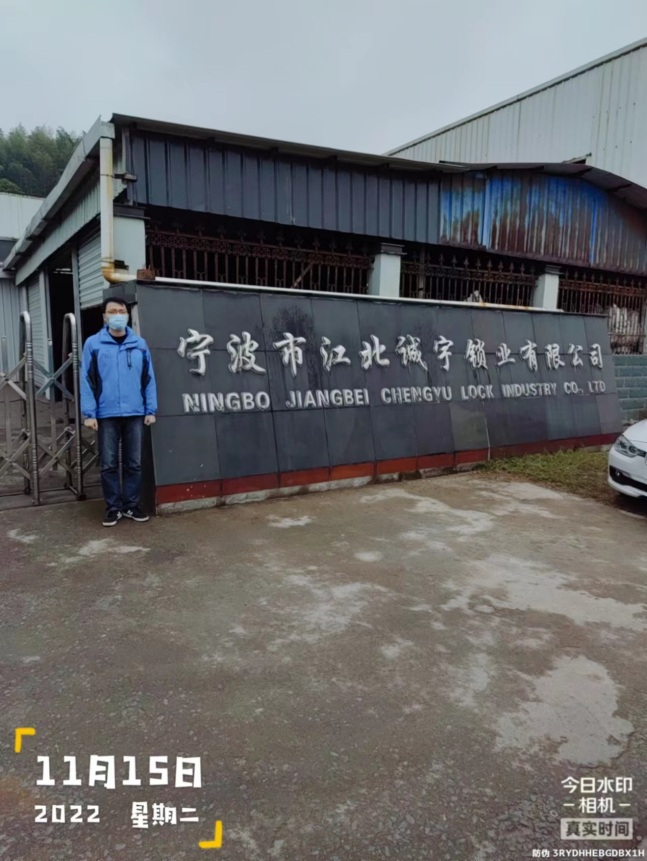 宁波市江北诚宇锁业有限公司
NINGBO JIANGBEI CHENGYU LOCK INDUSTRY CO., LTD
11月15日
2022 星期二
今日水印
-相机-
真实时间
防伪 3RYDHHEBGDBX1H